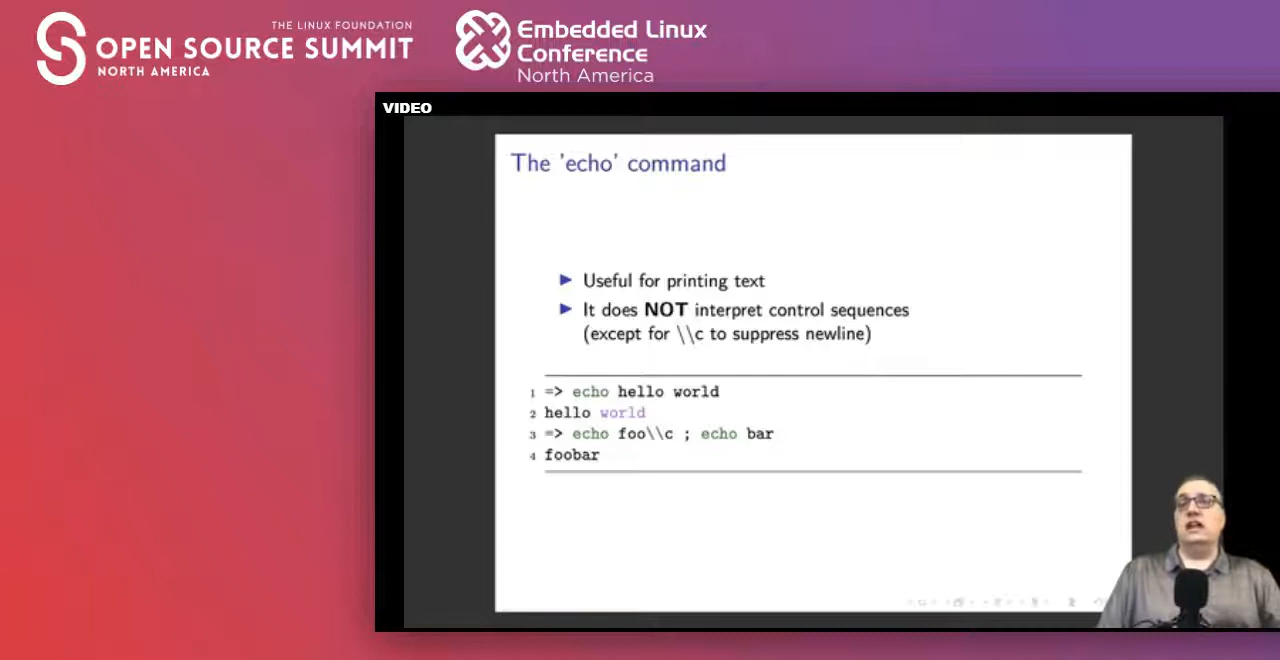 THE LINUX FOUNDATION
OPEN SOURCE SUMMIT
NORTH AMERICA
Embedded Linux
Conference
North America
VIDEO
The 'echo' command
▶ Useful for printing text
▶ It does NOT interpret control sequences
(except for \\c to suppress newline)
1 => echo hello world
2 hello world
3 => echo foo\\c ; echo bar
4 foobar